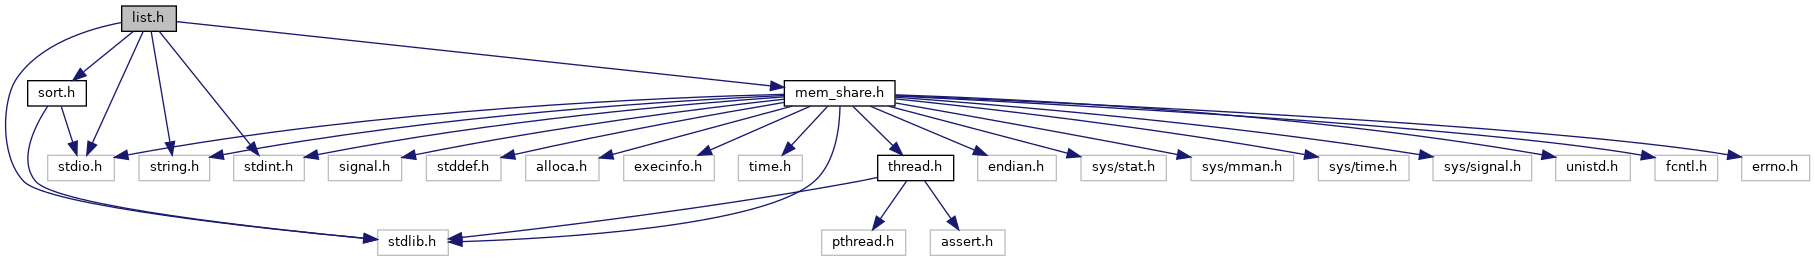 list.h
sort.h
mem_share.h
stdio.h
string.h
stdint.h
signal.h
stddef.h
alloca.h
execinfo.h
time.h
thread.h
endian.h
sys/stat.h
sys/mman.h
sys/time.h
sys/signal.h
unistd.h
fcntl.h
errno.h
stdlib.h
pthread.h
assert.h